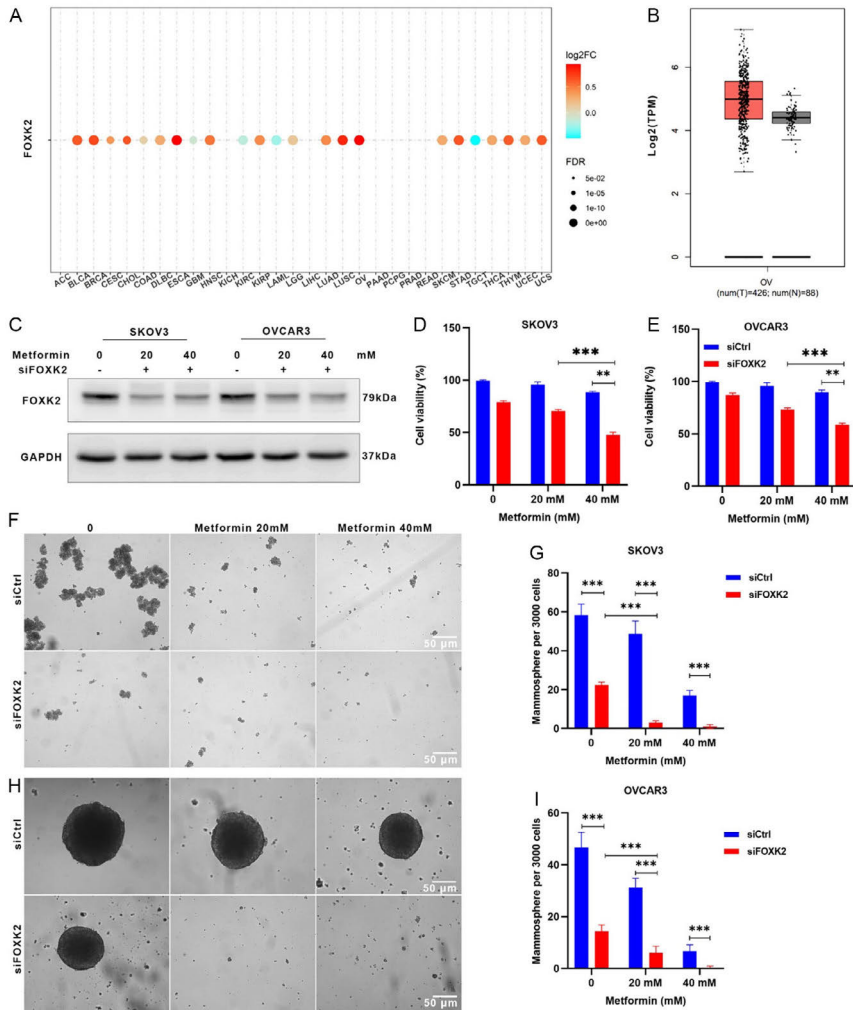 A
FOXK2
log2FC
0.5
0.0
FDR
5e-02
1e-05
1e-10
0e+00
ACC BLCA BRCA CESC CHOL COAD DLBC ESCA GBM HNSC KICH KIRC KIRP LAML LGG LIHC LUAD LUSC OV PAAD PCPG PRAD READ SKCM STAD TGCT THCA THYM UCEC UCS
B
Log2(TPM)
6
4
2
0
OV
(num(T)=426; num(N)=88)
C
SKOV3 OVCAR3
Metformin 0 20 40 0 20 40 mM
siFOXK2 - + + - + +
FOXK2 79kDa
GAPDH 37kDa
D
SKOV3
siCtrl
siFOXK2
Cell viability (%)
150
100
50
0
***
**
0 20 mM 40 mM
Metformin (mM)
E
OVCAR3
siCtrl
siFOXK2
Cell viability (%)
150
100
50
0
***
**
0 20 mM 40 mM
Metformin (mM)
F
0 Metformin 20mM Metformin 40mM
siCtrl
50 µm
siFOXK2
50 µm
G
SKOV3
siCtrl
siFOXK2
Mammosphere per 3000 cells
80
60
40
20
0
*** *** *** ***
0 20 mM 40 mM
Metformin (mM)
H
siCtrl
50 µm
siFOXK2
50 µm
I
OVCAR3
siCtrl
siFOXK2
Mammosphere per 3000 cells
60
40
20
0
*** *** *** ***
0 20 mM 40 mM
Metformin (mM)